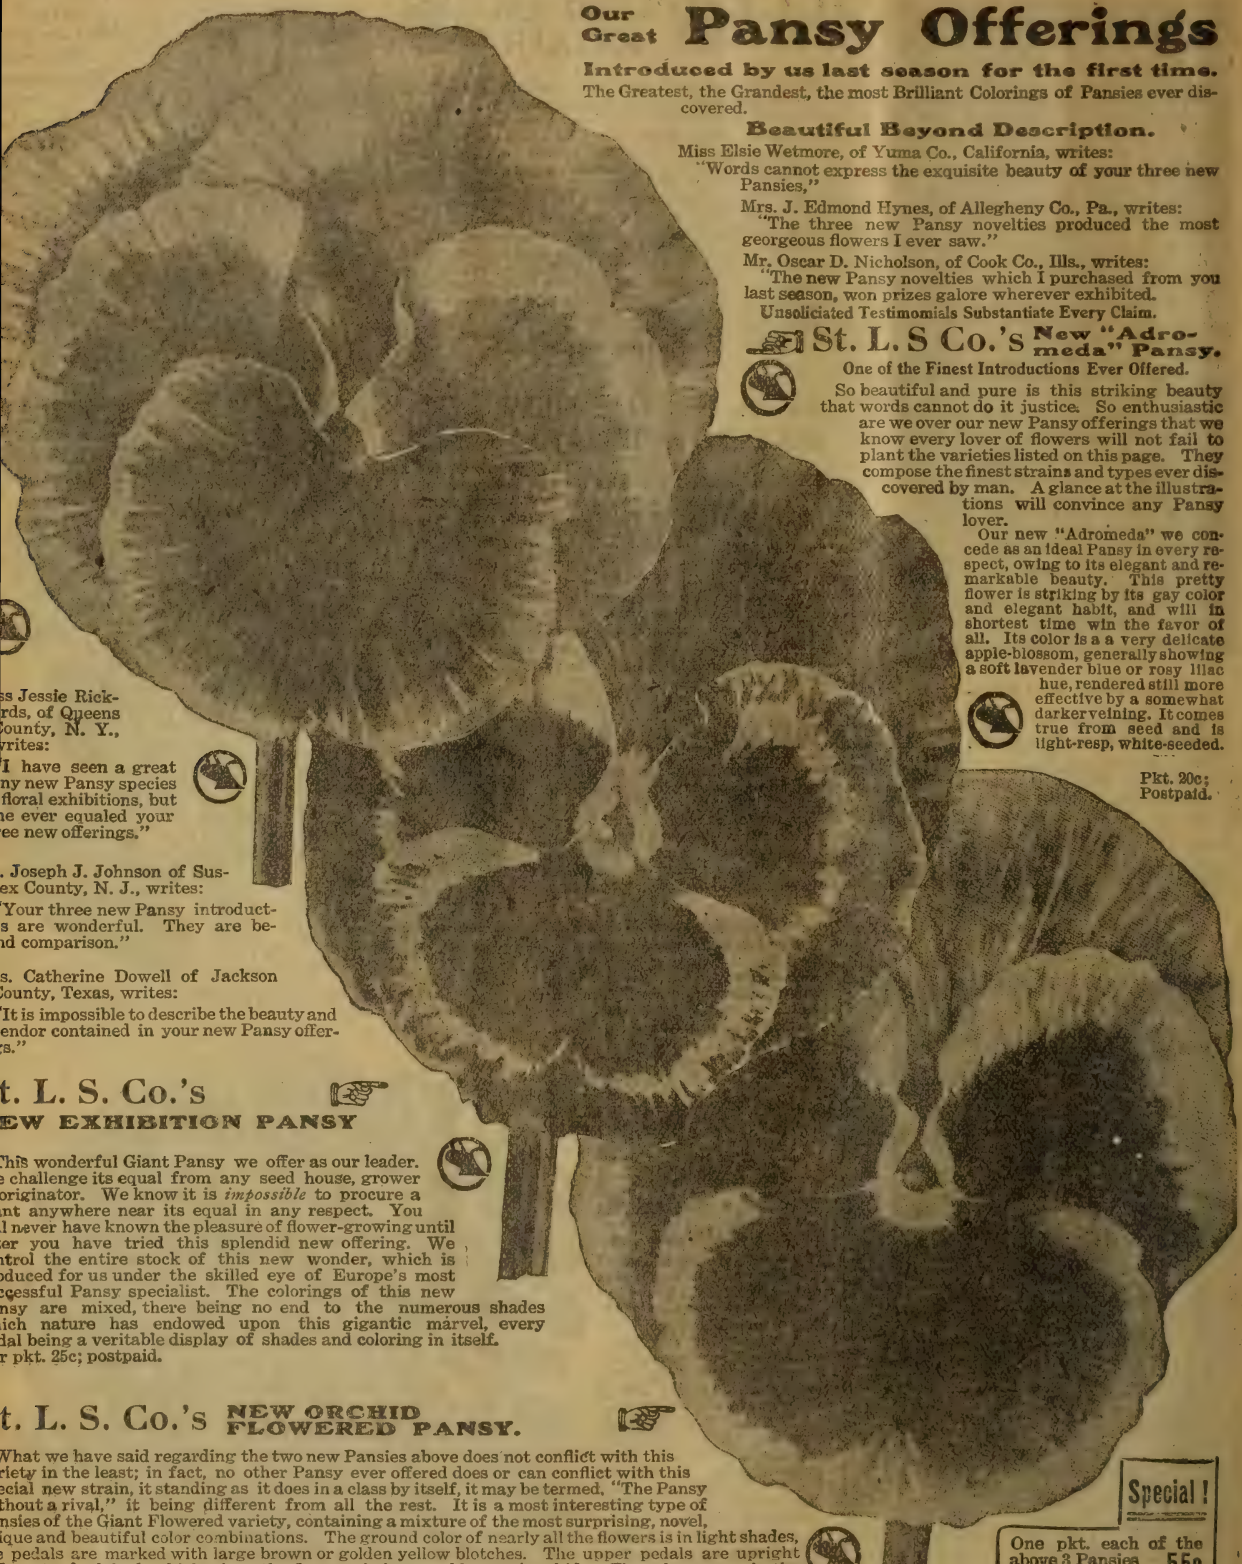 Our
Great
Pansy Offerings
Introduced by us last season for the first time.
The Greatest, the Grandest, the most Brilliant Colorings of Pansies ever dis-
covered.
Beautiful Beyond Description.
Miss Elsie Wetmore, of Yuma Co., California, writes:
"Words cannot express the exquisite beauty of your three new
Pansies,"
Mrs. J. Edmond Hynes, of Allegheny Co., Pa., writes:
"The three new Pansy novelties produced the most
georgeous flowers I ever saw."
Mr. Oscar D. Nicholson, of Cook Co., Ills., writes:
"The new Pansy novelties which I purchased from you
last season, won prizes galore wherever exhibited.
Unsoliciated Testimomials Substantiate Every Claim.
St. L. S Co.'s New "Adro-
meda" Pansy.
One of the Finest Introductions Ever Offered.
So beautiful and pure is this striking beauty
that words cannot do it justice. So enthusiastic
are we over our new Pansy offerings that we
know every lover of flowers will not fail to
plant the varieties listed on this page. They
compose the finest strains and types ever dis-
covered by man. A glance at the illustra-
tions will convince any Pansy
lover.
Our new "Adromeda" we con-
cede as an ideal Pansy in every re-
spect, owing to its elegant and re-
markable beauty. This pretty
flower is striking by its gay color
and elegant habit, and will in
shortest time win the favor of
all. Its color is a a very delicate
apple-blossom, generally showing
a soft lavender blue or rosy lilac
hue, rendered still more
effective by a somewhat
darker veining. It comes
true from seed and is
light-resp, white-seeded.
Pkt. 20c;
Postpaid.
ss Jessie Rick-
rds, of Queens
ounty, N. Y.,
rites:
"I have seen a great
ny new Pansy species
floral exhibitions, but
ne ever equaled your
ee new offerings."
. Joseph J. Johnson of Sus-
ex County, N. J., writes:
"Your three new Pansy introduct-
s are wonderful. They are be-
nd comparison."
s. Catherine Dowell of Jackson
County, Texas, writes:
"It is impossible to describe the beauty and
endor contained in your new Pansy offer-
gs."
t. L. S. Co.'s
EW EXHIBITION PANSY
This wonderful Giant Pansy we offer as our leader.
e challenge its equal from any seed house, grower
originator. We know it is impossible to procure a
nt anywhere near its equal in any respect. You
l never have known the pleasure of flower-growing until
er you have tried this splendid new offering. We
ntrol the entire stock of this new wonder, which is
oduced for us under the skilled eye of Europe's most
ccessful Pansy specialist. The colorings of this new
nsy are mixed, there being no end to the numerous shades
ich nature has endowed upon this gigantic marvel, every
dal being a veritable display of shades and coloring in itself.
r pkt. 25c; postpaid.
t. L. S. Co.'s NEW ORCHID
FLOWERED PANSY.
What we have said regarding the two new Pansies above does not conflict with this
riety in the least; in fact, no other Pansy ever offered does or can conflict with this
ecial new strain, it standing as it does in a class by itself, it may be termed, "The Pansy
thout a rival," it being different from all the rest. It is a most interesting type of
nsies of the Giant Flowered variety, containing a mixture of the most surprising, novel,
ique and beautiful color combinations. The ground color of nearly all the flowers is in light shades,
e pedals are marked with large brown or golden yellow blotches. The upper pedals are upright
Special!
One pkt. each of the
above 3 Pansies 55c